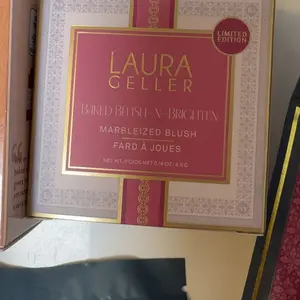 LIMITED
EDITION
LAURA
GELLER
BAKED BLUSH-N-BRIGHTEN
MARBLEIZED BLUSH
FARD À JOUES